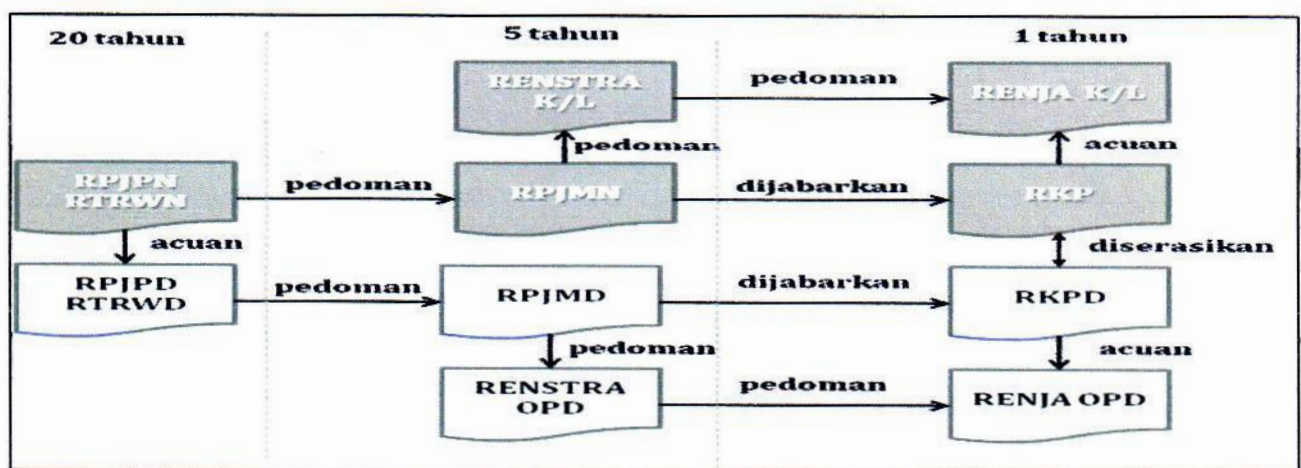 20 tahun
5 tahun
1 tahun
RENSTRA
K/L
pedoman
RENJA K/L
pedoman
acuan
RPJPN
RTRWN
pedoman
RPJMN
dijabarkan
RKP
acuan
diserasikan
RPJPD
RTRWD
pedoman
RPJMD
dijabarkan
RKPD
pedoman
acuan
RENSTRA
OPD
pedoman
RENJA OPD